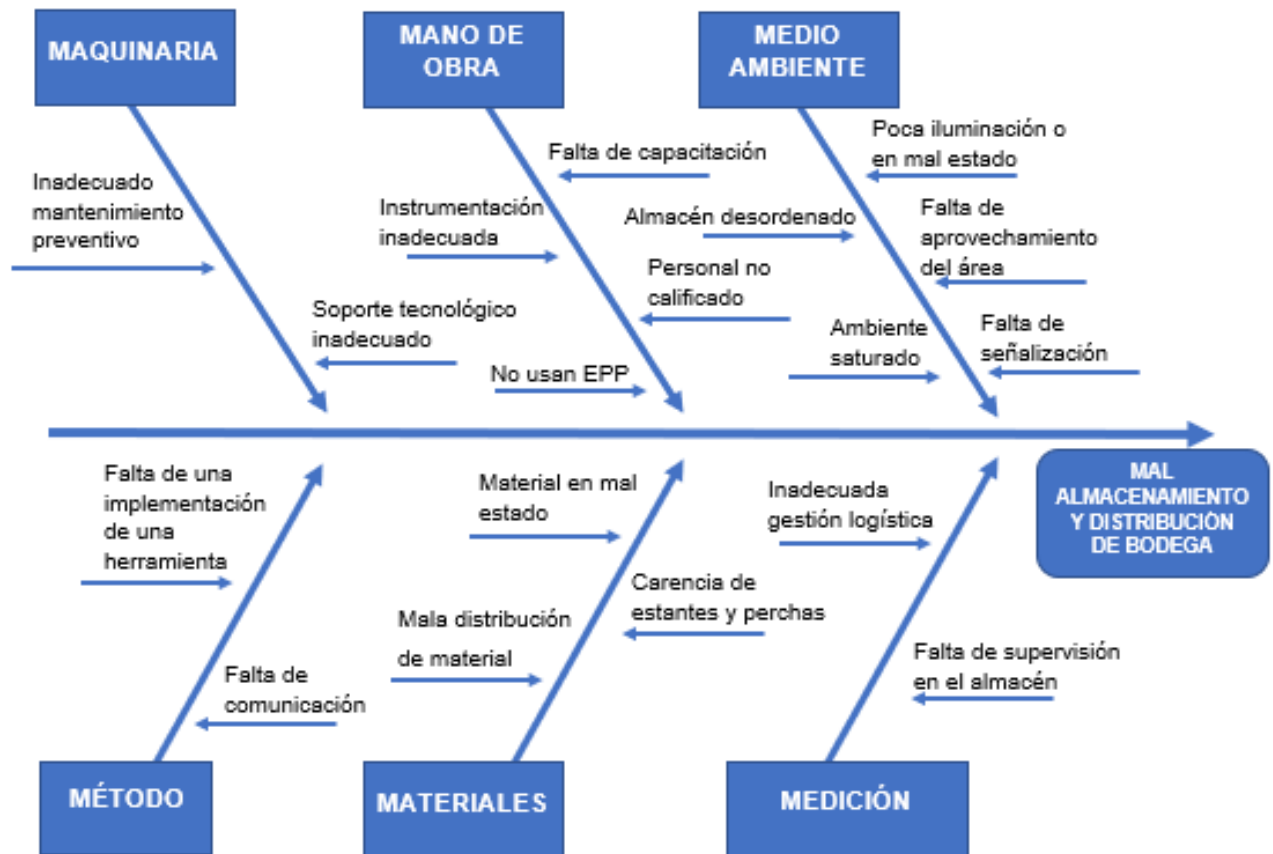 MAQUINARIA
MANO DE
OBRA
MEDIO
AMBIENTE
Inadecuado
mantenimiento
preventivo
Soporte tecnológico
inadecuado
Falta de capacitación
Instrumentación
inadecuada
Personal no
calificado
No usan EPP
Poca iluminación o
en mal estado
Almacén desordenado
Falta de
aprovechamiento
del área
Ambiente
saturado
Falta de
señalización
MAL
ALMACENAMIENTO
Y DISTRIBUCIÓN
DE BODEGA
Falta de una
implementación
de una
herramienta
Falta de
comunicación
Material en mal
estado
Carencia de
estantes y perchas
Mala distribución
de material
Inadecuada
gestión logística
Falta de supervisión
en el almacén
MÉTODO
MATERIALES
MEDICIÓN